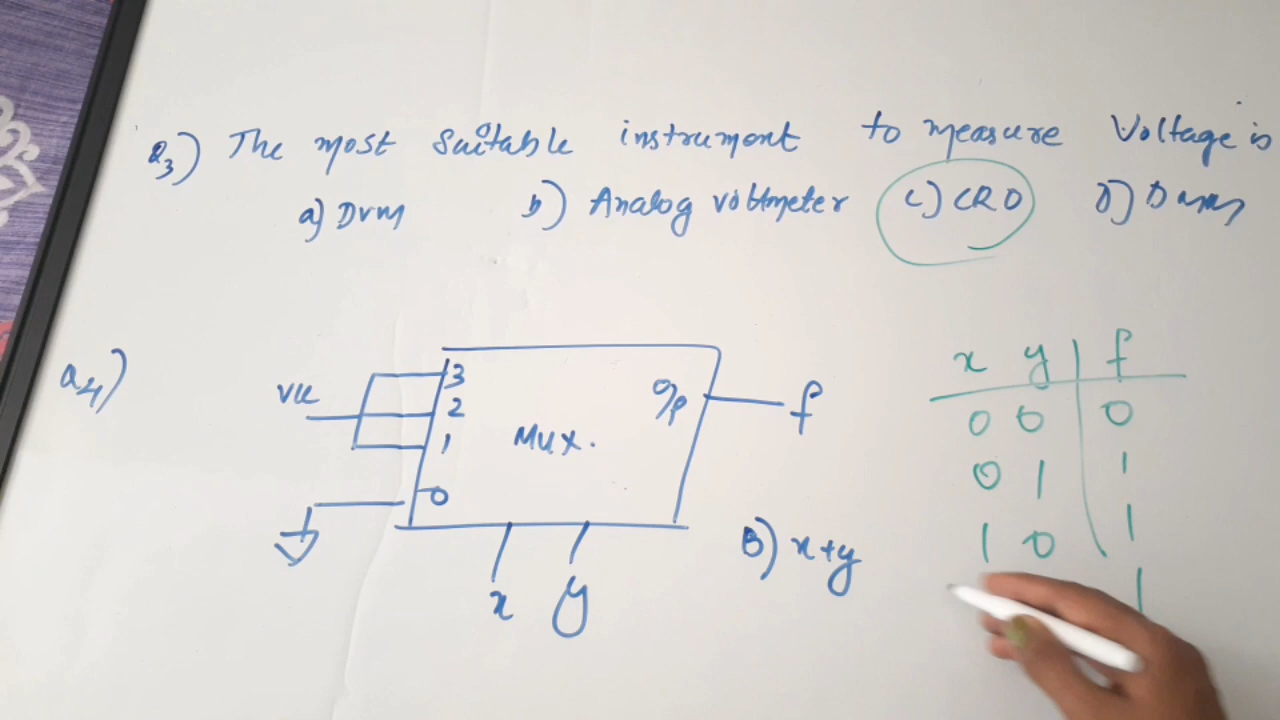 Q3) The most suitable instrument to measure Voltage is
a) DVM b) Analog voltmeter c) CRO D) DMM
Q4)
Vcc 3 2 1 0
MUX.
O/P f
x y
B) x+y
x y f
0 0 0
0 1 1
1 0 1
1